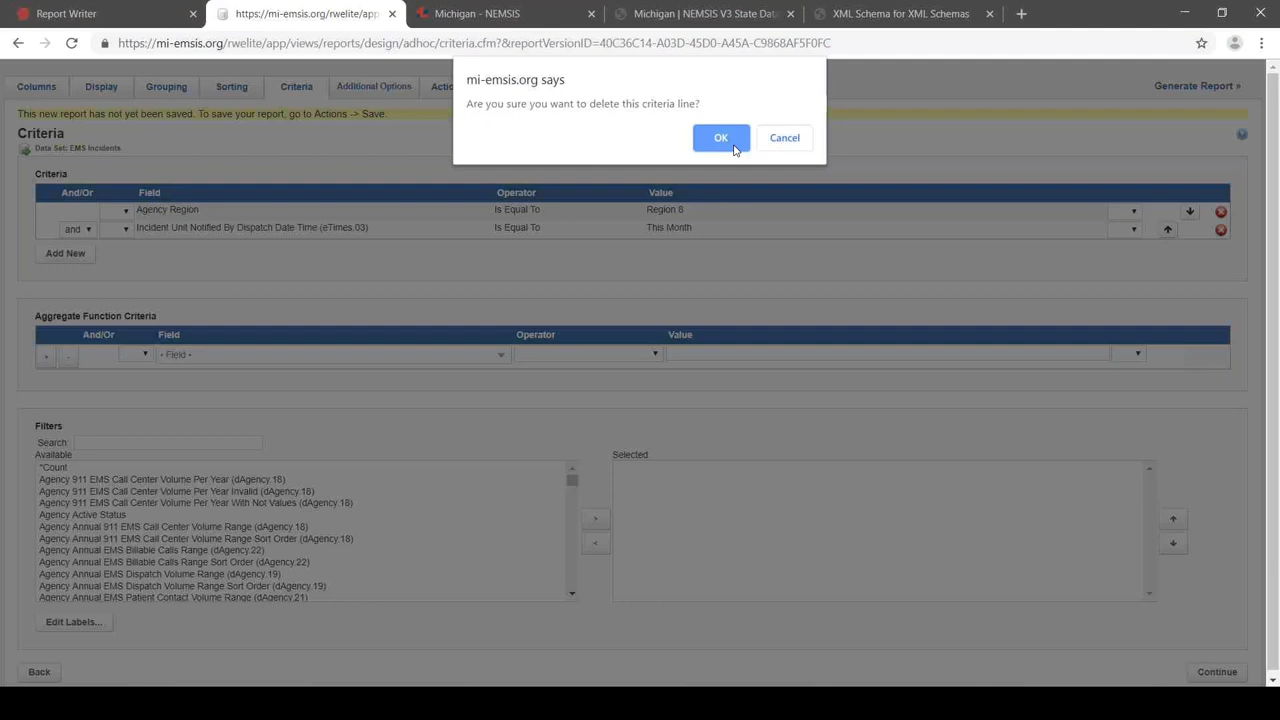 Report Writer
https://mi-emsis.org/rwelite/app
Michigan - NEMSIS
Michigan | NEMSIS V3 State Dat
XML Schema for XML Schemas
https://mi-emsis.org/rwelite/app/views/reports/design/adhoc/criteria.cfm?&reportVersionID=40C36C14-A03D-45D0-A45A-C9868AF5F0FC
mi-emsis.org says
Are you sure you want to delete this criteria line?
OK
Cancel
Columns
Display
Grouping
Sorting
Criteria
Additional Options
Actio
Generate Report »
This new report has not yet been saved. To save your report, go to Actions -> Save.
Criteria
Data Set: EMS Incidents
Criteria
And/Or Field Operator Value
Agency Region Is Equal To Region 8
and Incident Unit Notified By Dispatch Date Time (eTimes.03) Is Equal To This Month
Add New
Aggregate Function Criteria
And/Or Field Operator Value
+ - - Field -
Filters
Search:
Available
Selected
*Count
Agency 911 EMS Call Center Volume Per Year (dAgency.18)
Agency 911 EMS Call Center Volume Per Year Invalid (dAgency.18)
Agency 911 EMS Call Center Volume Per Year With Not Values (dAgency.18)
Agency Active Status
Agency Annual 911 EMS Call Center Volume Range (dAgency.18)
Agency Annual 911 EMS Call Center Volume Range Sort Order (dAgency.18)
Agency Annual EMS Billable Calls Range (dAgency.22)
Agency Annual EMS Billable Calls Range Sort Order (dAgency.22)
Agency Annual EMS Dispatch Volume Range (dAgency.19)
Agency Annual EMS Dispatch Volume Range Sort Order (dAgency.19)
Agency Annual EMS Patient Contact Volume Range (dAgency.21)
>
<
Edit Labels...
Back
Continue